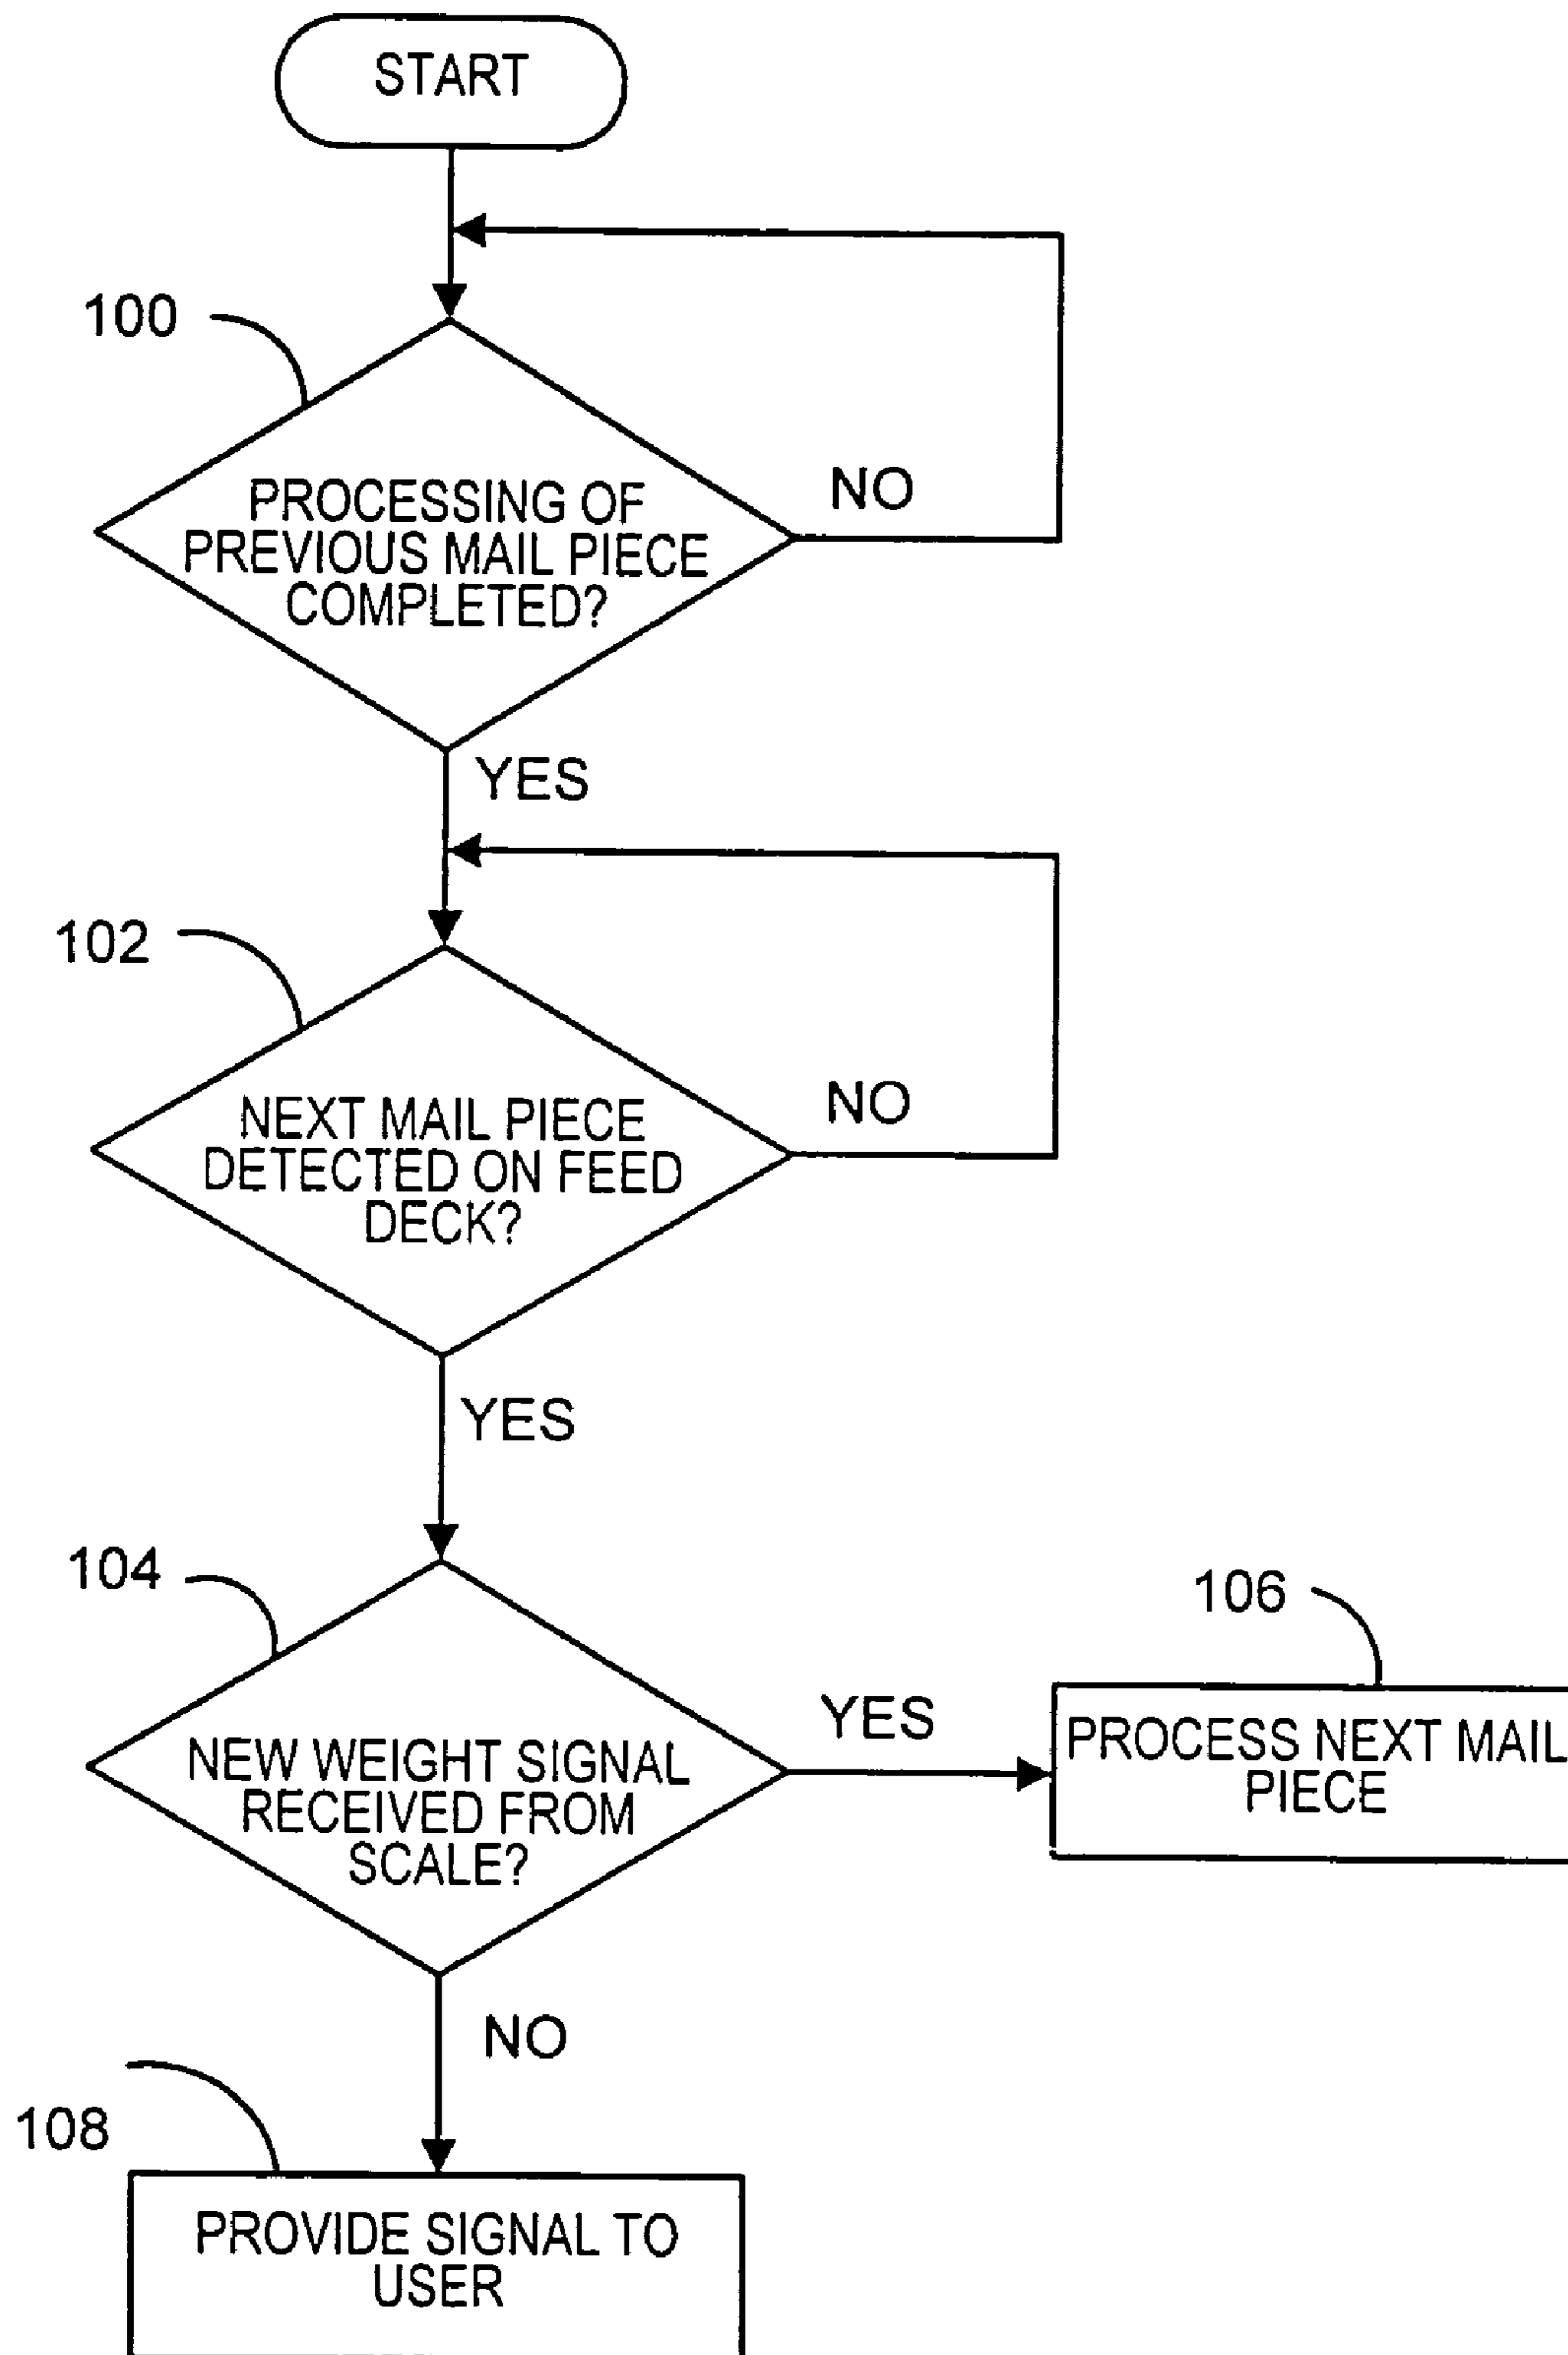 START
100
PROCESSING OF
PREVIOUS MAIL PIECE
COMPLETED?
NO
YES
102
NEXT MAIL PIECE
DETECTED ON FEED
DECK?
NO
YES
104
NEW WEIGHT SIGNAL
RECEIVED FROM
SCALE?
YES
106
PROCESS NEXT MAIL
PIECE
NO
108
PROVIDE SIGNAL TO
USER